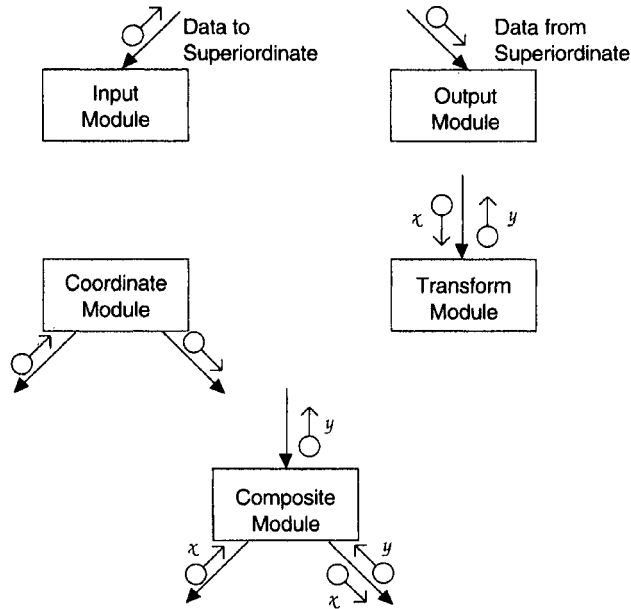 Data to
Superiordinate
Data from
Superiordinate
Input
Module
Output
Module
x
y
Coordinate
Module
Transform
Module
y
Composite
Module
x
y
x